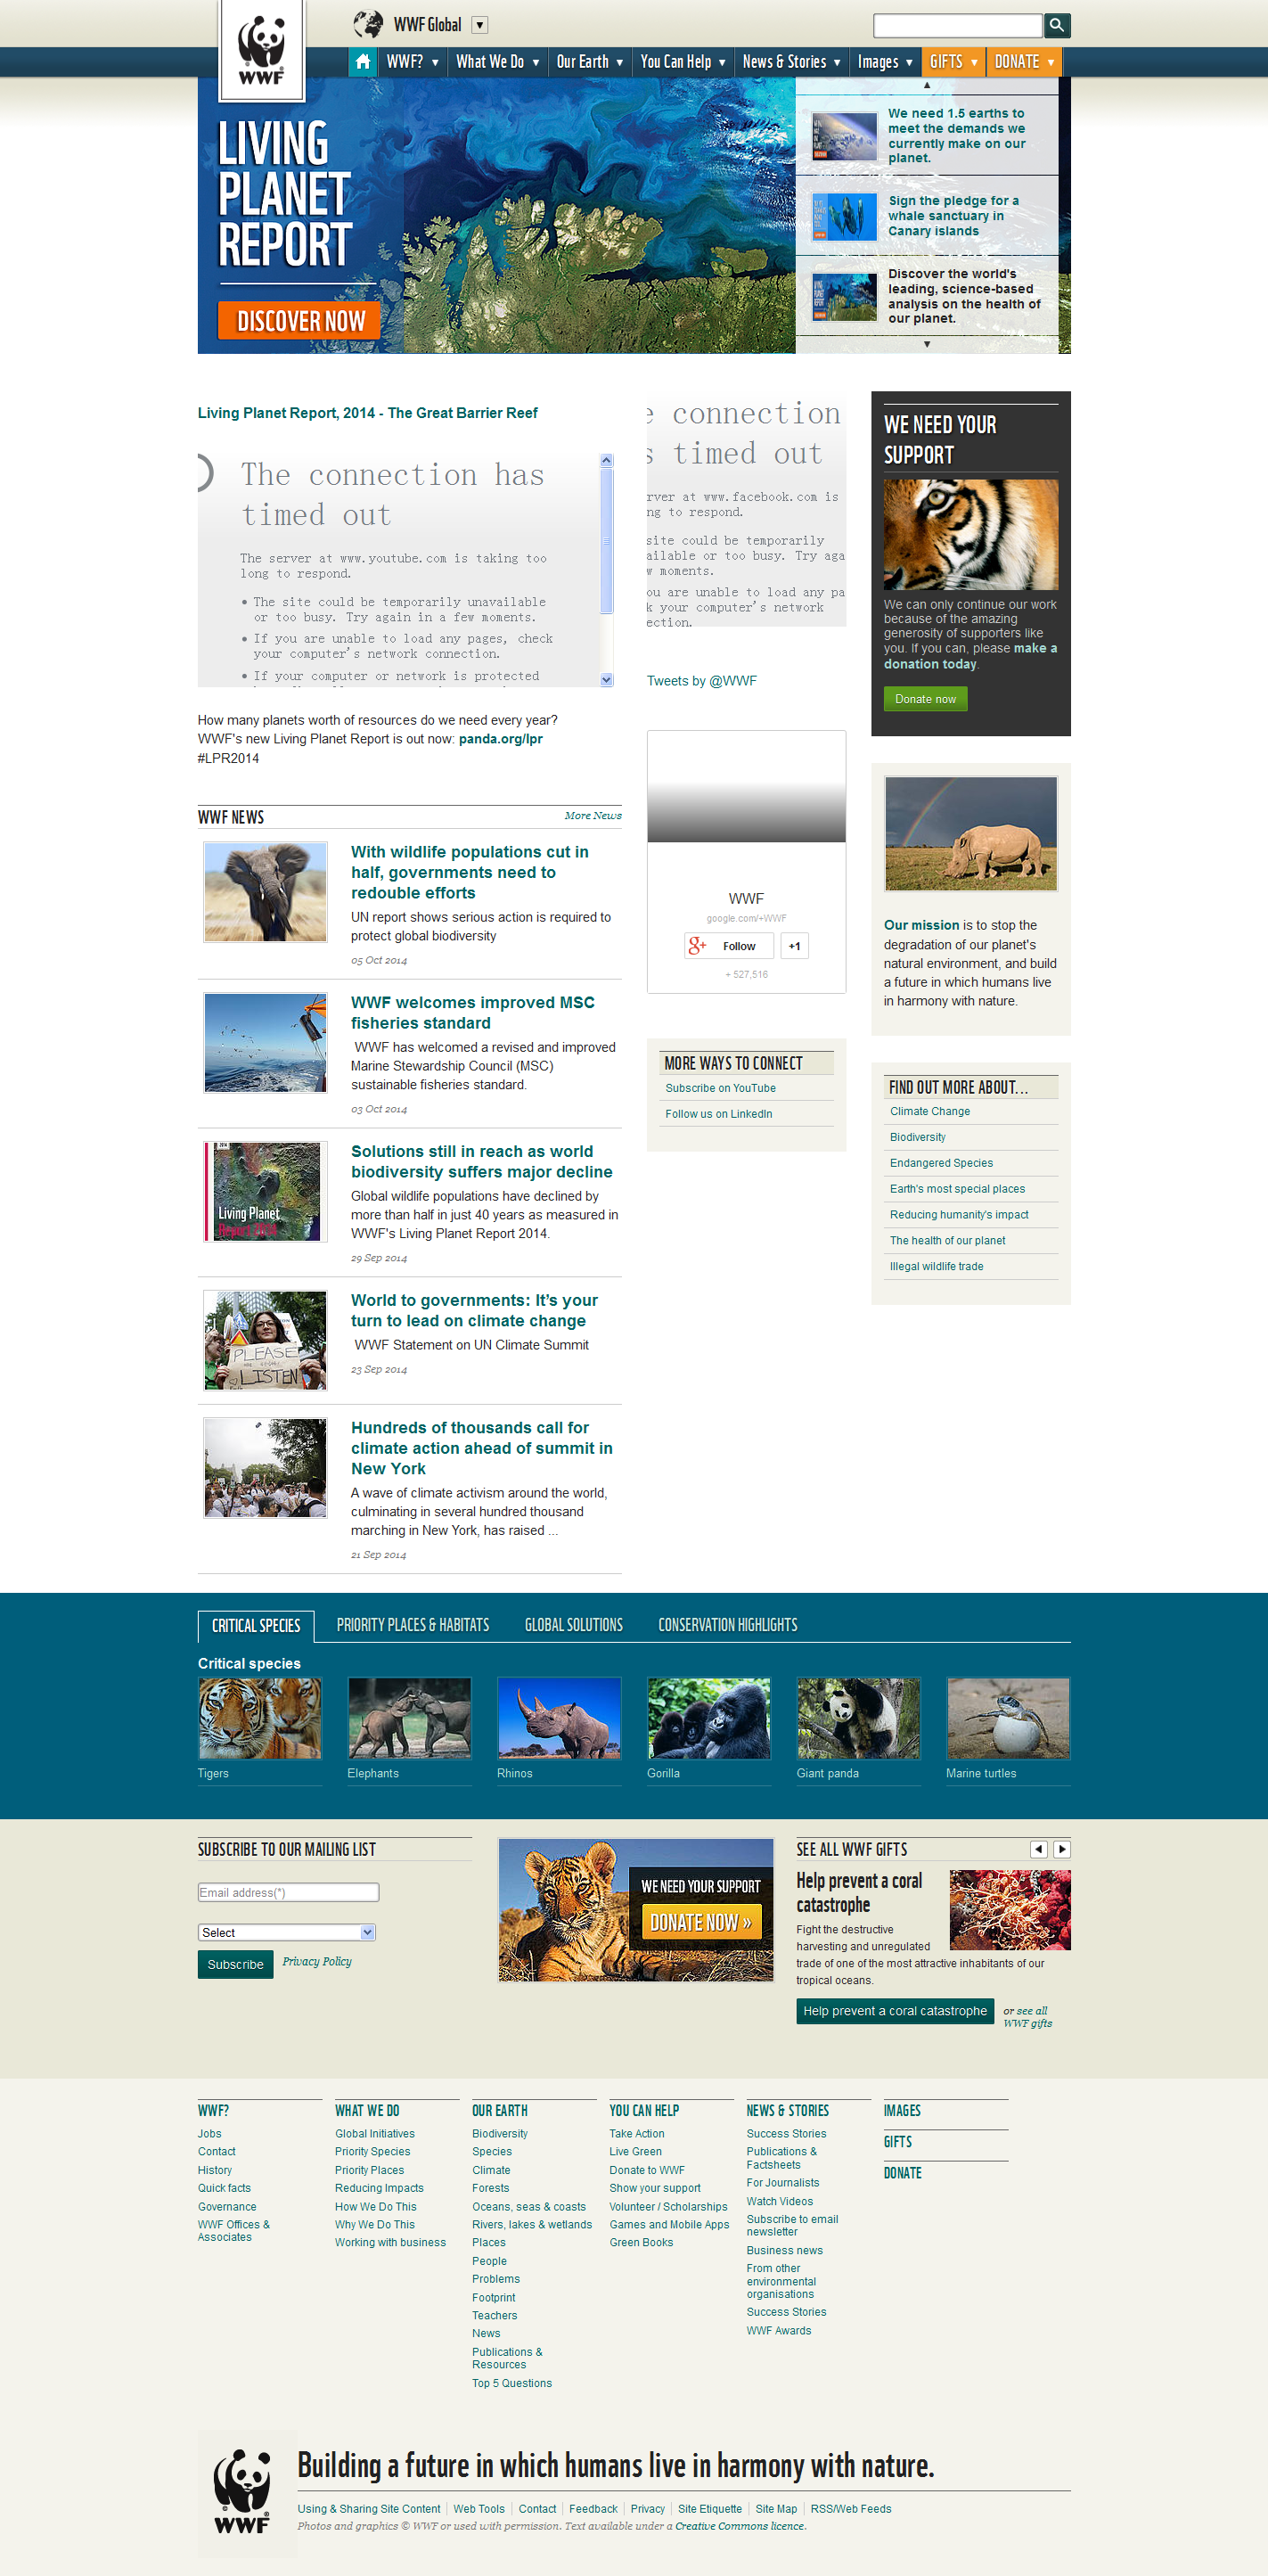 WWF
WWF Global
WWF?
What We Do
Our Earth
You Can Help
News & Stories
Images
GIFTS
DONATE
LIVING
PLANET
REPORT
DISCOVER NOW
We need 1.5 earths to
meet the demands we
currently make on our
planet.
Sign the pledge for a
whale sanctuary in
Canary islands
Discover the world's
leading, science-based
analysis on the health of
our planet.
Living Planet Report, 2014 - The Great Barrier Reef
The connection has
timed out
The server at www.youtube.com is taking too
long to respond.
• The site could be temporarily unavailable
or too busy. Try again in a few moments.
• If you are unable to load any pages, check
your computer's network connection.
• If your computer or network is protected
How many planets worth of resources do we need every year?
WWF's new Living Planet Report is out now: panda.org/lpr
#LPR2014
WWF NEWS
More News
With wildlife populations cut in
half, governments need to
redouble efforts
UN report shows serious action is required to
protect global biodiversity
05 Oct 2014
WWF welcomes improved MSC
fisheries standard
WWF has welcomed a revised and improved
Marine Stewardship Council (MSC)
sustainable fisheries standard.
03 Oct 2014
Living Planet
Report 2014
Solutions still in reach as world
biodiversity suffers major decline
Global wildlife populations have declined by
more than half in just 40 years as measured in
WWF's Living Planet Report 2014.
29 Sep 2014
PLEASE
LISTEN
World to governments: It’s your
turn to lead on climate change
WWF Statement on UN Climate Summit
23 Sep 2014
Hundreds of thousands call for
climate action ahead of summit in
New York
A wave of climate activism around the world,
culminating in several hundred thousand
marching in New York, has raised ...
21 Sep 2014
e connection
s timed out
rver at www.facebook.com is
ng to respond.
site could be temporarily
ailable or too busy. Try aga
w moments.
ou are unable to load any pa
k your computer's network
ection.
Tweets by @WWF
WWF
google.com/+WWF
g+ Follow
+1
+ 527,516
MORE WAYS TO CONNECT
Subscribe on YouTube
Follow us on LinkedIn
WE NEED YOUR
SUPPORT
We can only continue our work
because of the amazing
generosity of supporters like
you. If you can, please make a
donation today.
Donate now
Our mission is to stop the
degradation of our planet's
natural environment, and build
a future in which humans live
in harmony with nature.
FIND OUT MORE ABOUT...
Climate Change
Biodiversity
Endangered Species
Earth's most special places
Reducing humanity's impact
The health of our planet
Illegal wildlife trade
CRITICAL SPECIES
PRIORITY PLACES & HABITATS
GLOBAL SOLUTIONS
CONSERVATION HIGHLIGHTS
Critical species
Tigers
Elephants
Rhinos
Gorilla
Giant panda
Marine turtles
SUBSCRIBE TO OUR MAILING LIST
Email address(*)
Select
Subscribe
Privacy Policy
WE NEED YOUR SUPPORT
DONATE NOW »
SEE ALL WWF GIFTS
Help prevent a coral
catastrophe
Fight the destructive
harvesting and unregulated
trade of one of the most attractive inhabitants of our
tropical oceans.
Help prevent a coral catastrophe
or see all
WWF gifts
WWF?
Jobs
Contact
History
Quick facts
Governance
WWF Offices &
Associates
WHAT WE DO
Global Initiatives
Priority Species
Priority Places
Reducing Impacts
How We Do This
Why We Do This
Working with business
OUR EARTH
Biodiversity
Species
Climate
Forests
Oceans, seas & coasts
Rivers, lakes & wetlands
Places
People
Problems
Footprint
Teachers
News
Publications &
Resources
Top 5 Questions
YOU CAN HELP
Take Action
Live Green
Donate to WWF
Show your support
Volunteer / Scholarships
Games and Mobile Apps
Green Books
NEWS & STORIES
Success Stories
Publications &
Factsheets
For Journalists
Watch Videos
Subscribe to email
newsletter
Business news
From other
environmental
organisations
Success Stories
WWF Awards
IMAGES
GIFTS
DONATE
WWF
Building a future in which humans live in harmony with nature.
Using & Sharing Site Content
Web Tools
Contact
Feedback
Privacy
Site Etiquette
Site Map
RSS/Web Feeds
Photos and graphics © WWF or used with permission. Text available under a Creative Commons licence.